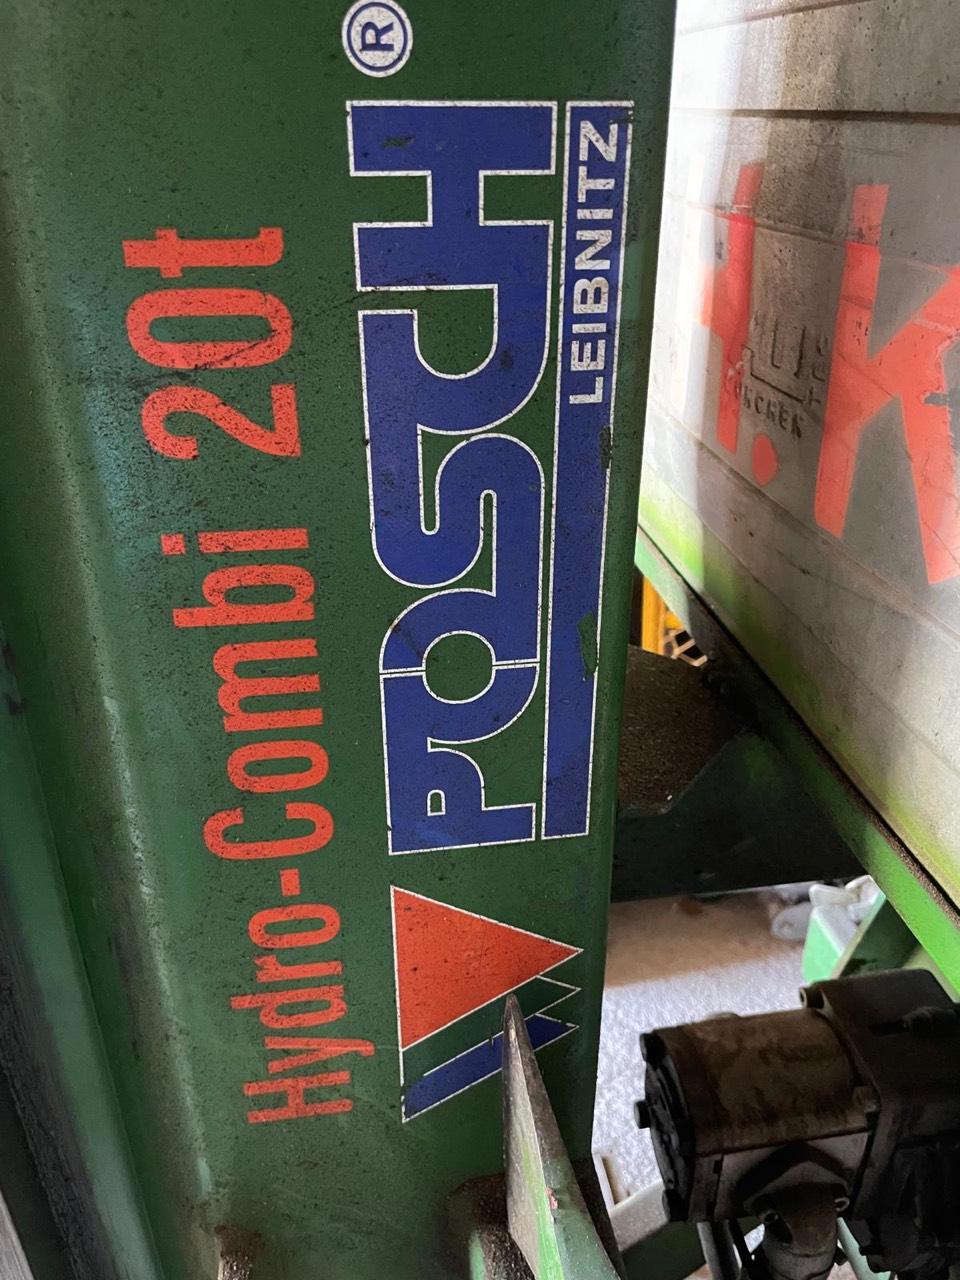 Hydro-Combi 20t
POSCH®
LEIBNITZ
.K